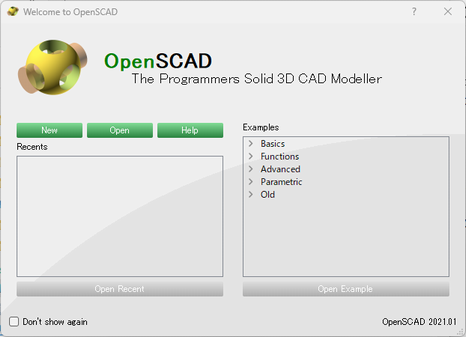 Welcome to OpenSCAD
OpenSCAD
The Programmers Solid 3D CAD Modeller
New Open Help
Recents
Open Recent
Examples
Basics
Functions
Advanced
Parametric
Old
Open Example
Don't show again
OpenSCAD 2021.01